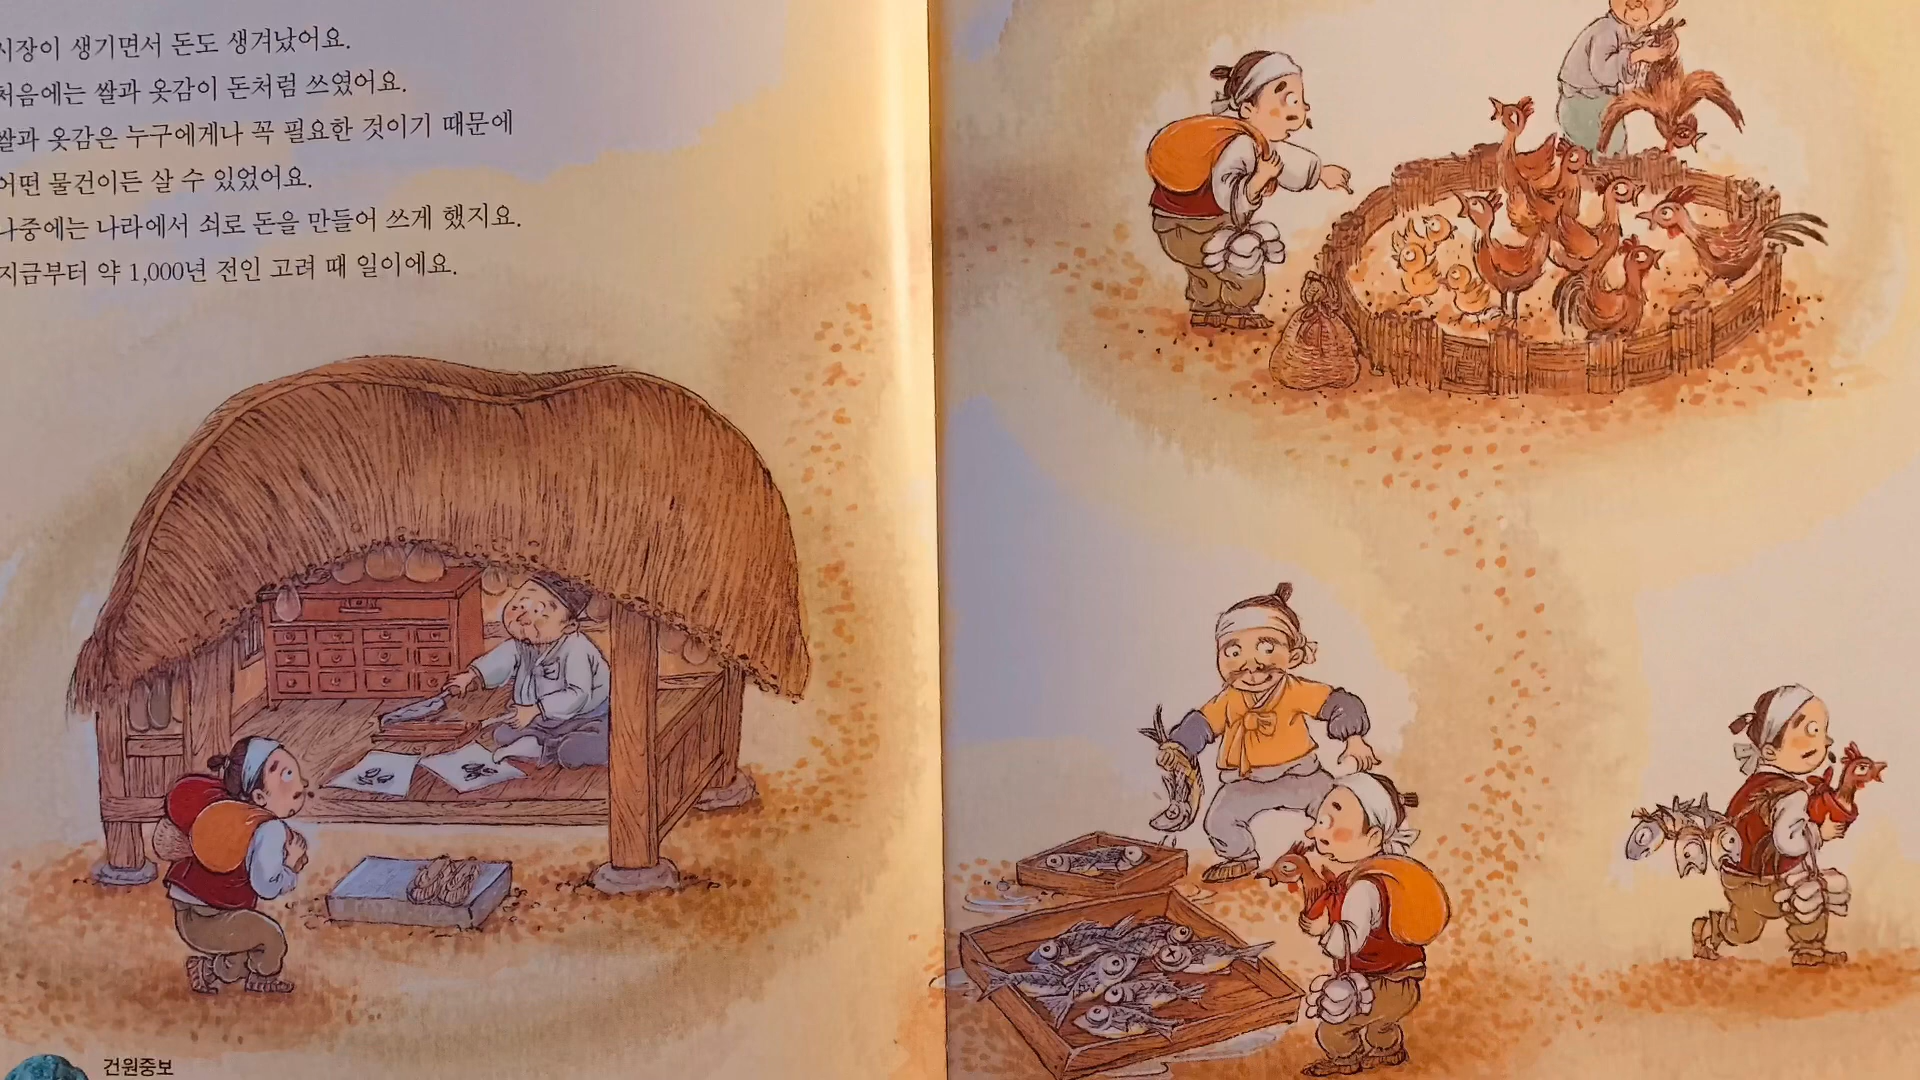 시장이 생기면서 돈도 생겨났어요.
처음에는 쌀과 옷감이 돈처럼 쓰였어요.
쌀과 옷감은 누구에게나 꼭 필요한 것이기 때문에
어떤 물건이든 살 수 있었어요.
나중에는 나라에서 쇠로 돈을 만들어 쓰게 했지요.
지금부터 약 1,000년 전인 고려 때 일이에요.
건원중보